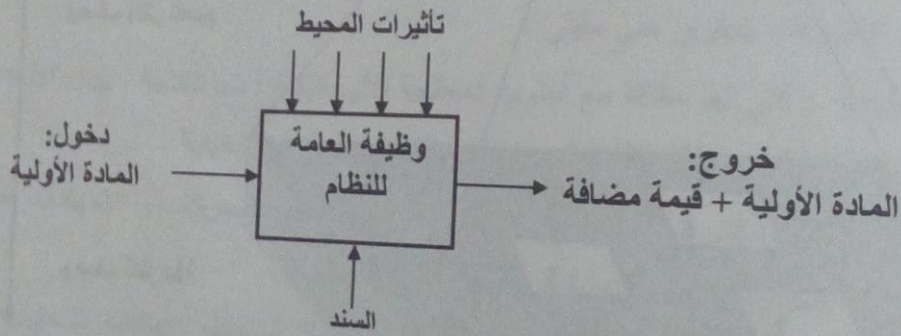 تأثيرات المحيط
دخول:
المادة الأولية
وظيفة العامة
للنظام
خروج:
المادة الأولية + قيمة مضافة
السند